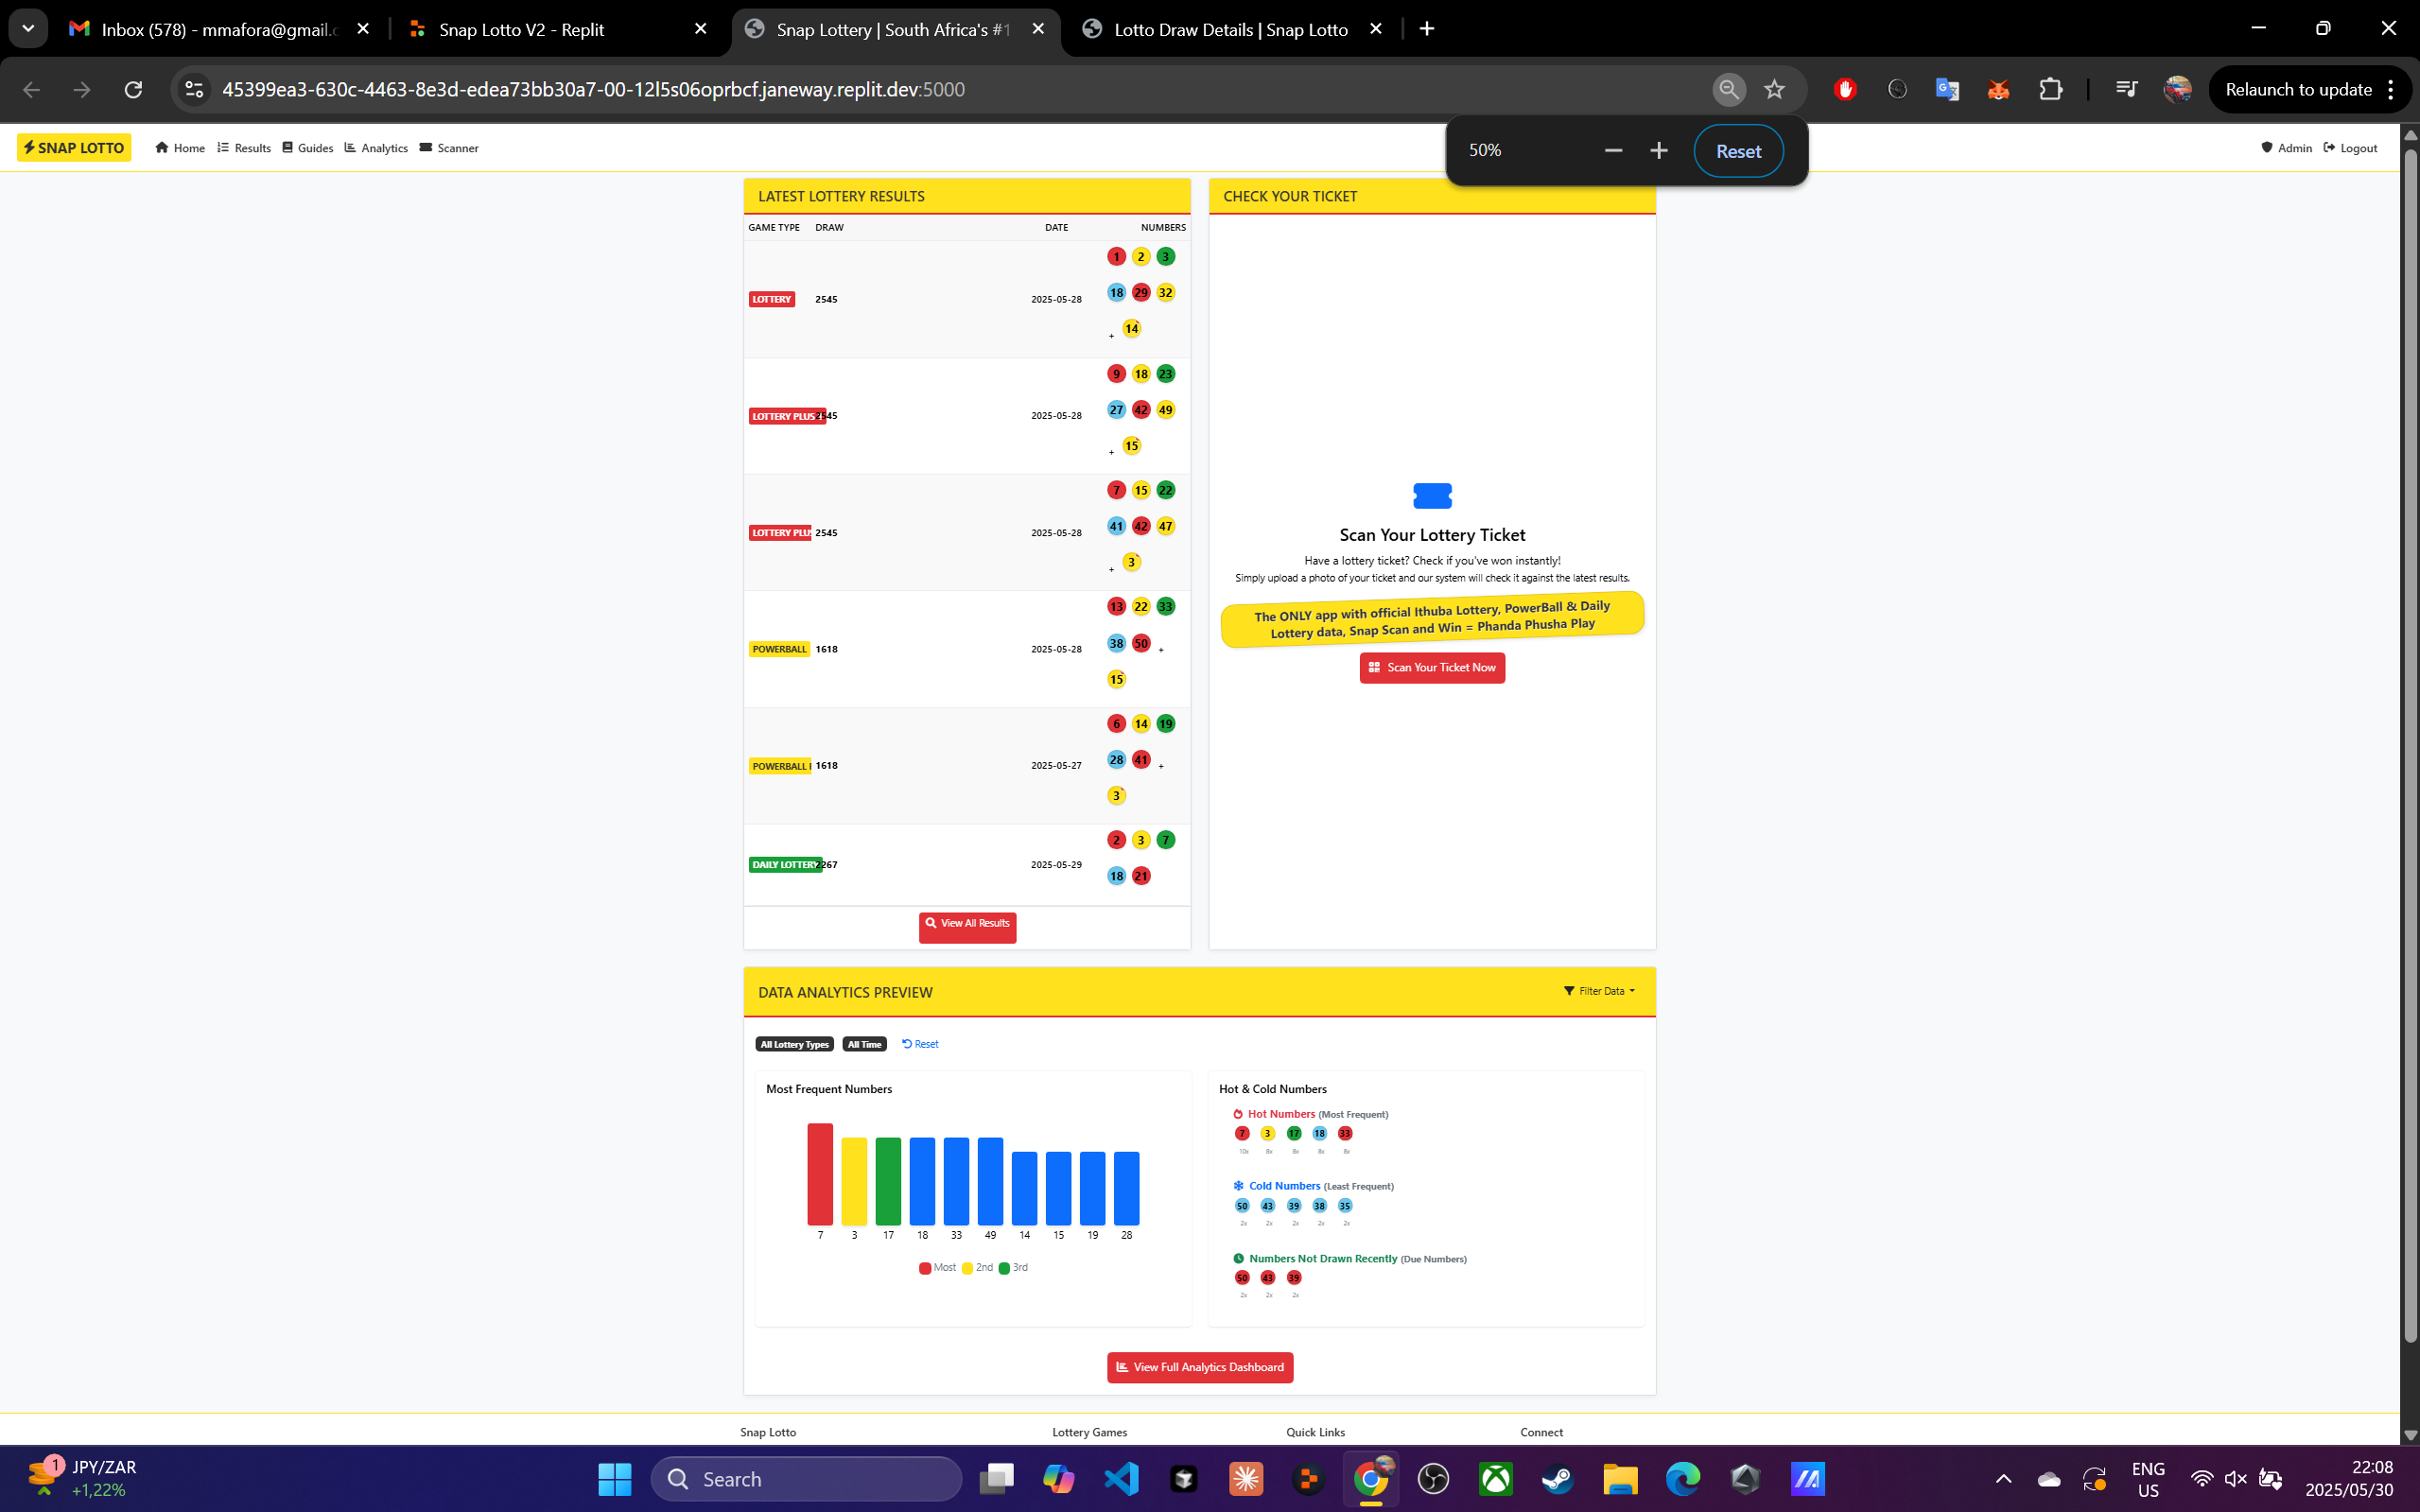 Inbox (578) - mmafora@gmail.c
Snap Lotto V2 - Replit
Snap Lottery | South Africa's #1
Lotto Draw Details | Snap Lotto
45399ea3-630c-4463-8e3d-edea73bb30a7-00-12l5s06oprbcf.janeway.replit.dev:5000
Relaunch to update
50%
Reset
SNAP LOTTO
Home
Results
Guides
Analytics
Scanner
Admin
Logout
LATEST LOTTERY RESULTS
GAME TYPE DRAW DATE NUMBERS
1 2 3
LOTTERY 2545 2025-05-28 18 29 32
+ 14
9 18 23
LOTTERY PLUS 2545 2025-05-28 27 42 49
+ 15
7 15 22
LOTTERY PLUS 2545 2025-05-28 41 42 47
+ 3
13 22 33
POWERBALL 1618 2025-05-28 38 50 +
15
6 14 19
POWERBALL P 1618 2025-05-27 28 41 +
3
2 3 7
DAILY LOTTERY 2267 2025-05-29 18 21
View All Results
CHECK YOUR TICKET
Scan Your Lottery Ticket
Have a lottery ticket? Check if you've won instantly!
Simply upload a photo of your ticket and our system will check it against the latest results.
The ONLY app with official Ithuba Lottery, PowerBall & Daily
Lottery data, Snap Scan and Win = Phanda Phusha Play
Scan Your Ticket Now
DATA ANALYTICS PREVIEW
Filter Data
All Lottery Types All Time Reset
Most Frequent Numbers
7 3 17 18 33 49 14 15 19 28
Most 2nd 3rd
Hot & Cold Numbers
Hot Numbers (Most Frequent)
7 3 17 18 33
10x 8x 8x 8x 8x
Cold Numbers (Least Frequent)
50 43 39 38 35
2x 2x 2x 2x 2x
Numbers Not Drawn Recently (Due Numbers)
50 43 39
2x 2x 2x
View Full Analytics Dashboard
Snap Lotto
Lottery Games
Quick Links
Connect
1
JPY/ZAR
+1,22%
Search
ENG
US
22:08
2025/05/30